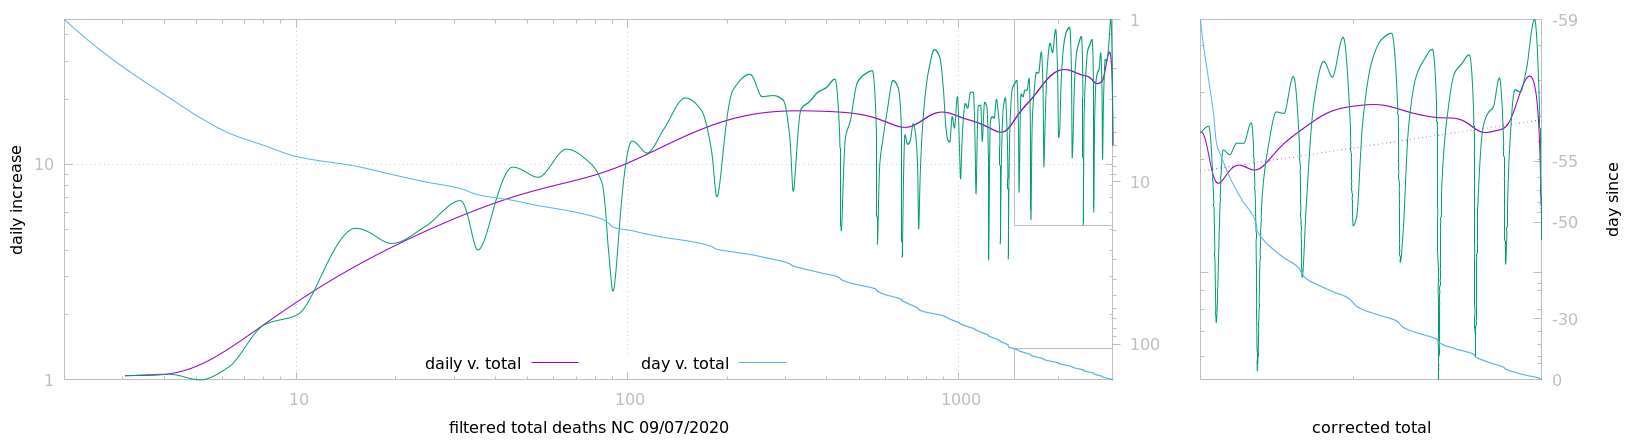 daily increase
10
1
daily v. total
day v. total
10
100
1000
filtered total deaths NC 09/07/2020
1
10
100
-59
-55
-50
-30
0
day since
corrected total